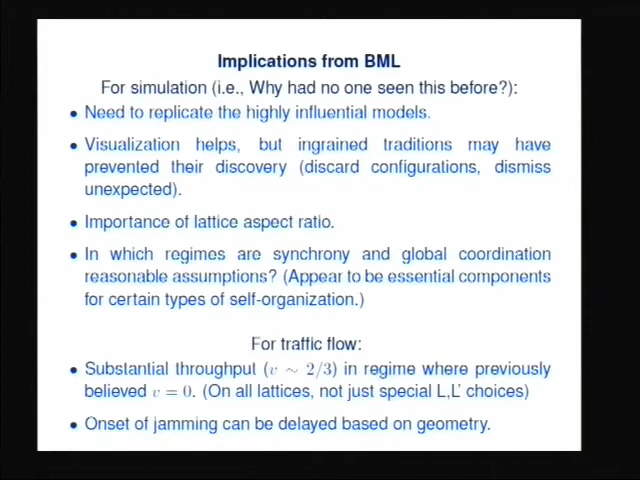 Implications from BML
For simulation (i.e., Why had no one seen this before?):
• Need to replicate the highly influential models.
• Visualization helps, but ingrained traditions may have
prevented their discovery (discard configurations, dismiss
unexpected).
• Importance of lattice aspect ratio.
• In which regimes are synchrony and global coordination
reasonable assumptions? (Appear to be essential components
for certain types of self-organization.)
For traffic flow:
• Substantial throughput (v ∼ 2/3) in regime where previously
believed v = 0. (On all lattices, not just special L,L' choices)
• Onset of jamming can be delayed based on geometry.